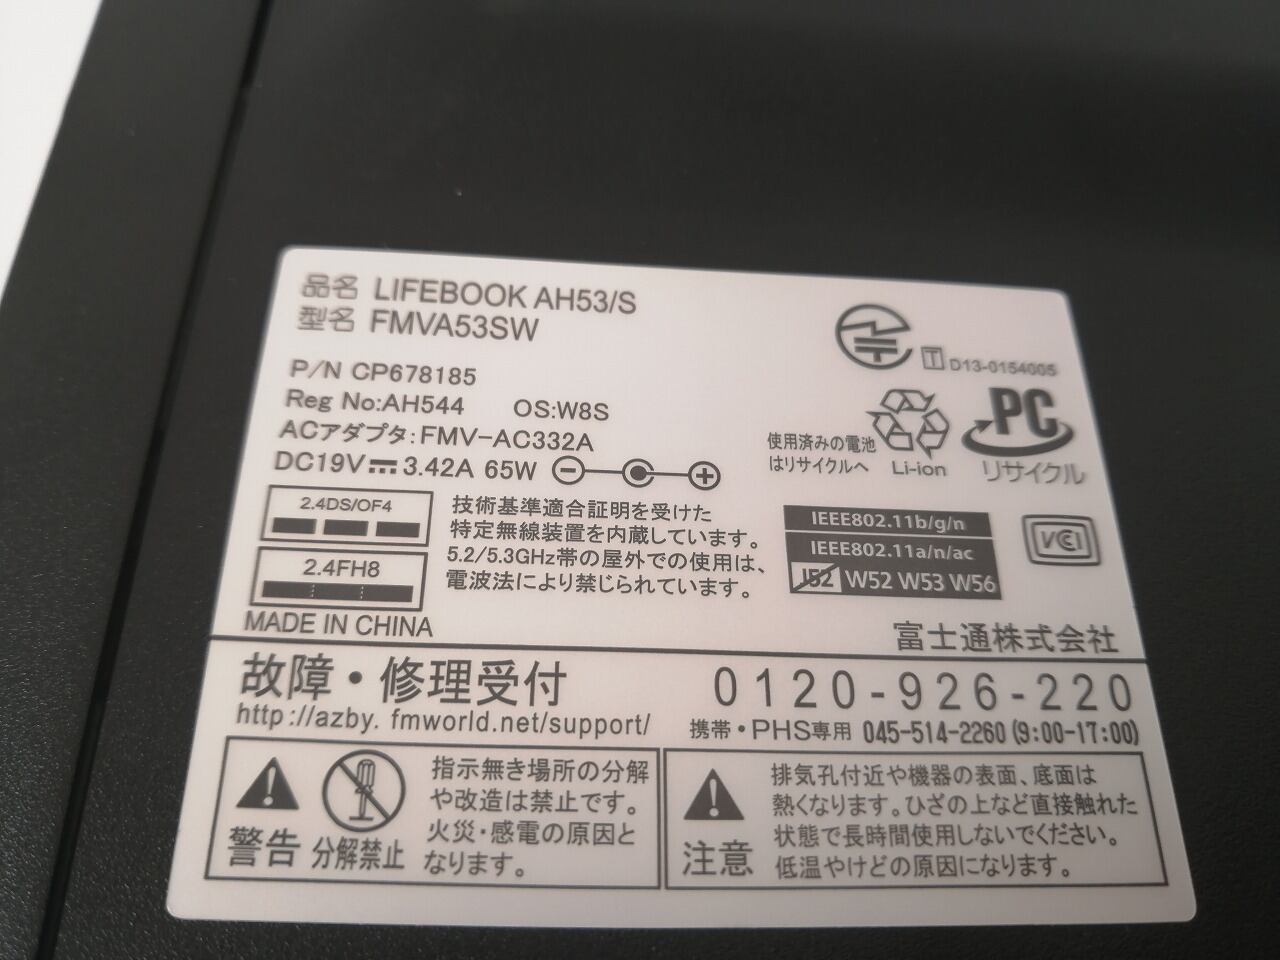 品名 LIFEBOOK AH53/S
型名 FMVA53SW
P/N CP678185
Reg No:AH544 OS:W8S
ACアダプタ:FMV-AC332A
DC19V 3.42A 65W
T D13-0154005
使用済みの電池
はリサイクルへ
Li-ion
PC
リサイクル
2.4DS/OF4
2.4FH8
技術基準適合証明を受けた
特定無線装置を内蔵しています。
5.2/5.3GHz帯の屋外での使用は、
電波法により禁じられています。
IEEE802.11b/g/n
IEEE802.11a/n/ac
J52 W52 W53 W56
VCI
MADE IN CHINA
富士通株式会社
故障・修理受付 0120-926-220
http://azby.fmworld.net/support/ 携帯・PHS専用 045-514-2260 (9:00-17:00)
警告
分解禁止
指示無き場所の分解
や改造は禁止です。
火災・感電の原因と
なります。
注意
排気孔付近や機器の表面、底面は
熱くなります。ひざの上など直接触れた
状態で長時間使用しないでください。
低温やけどの原因になります。